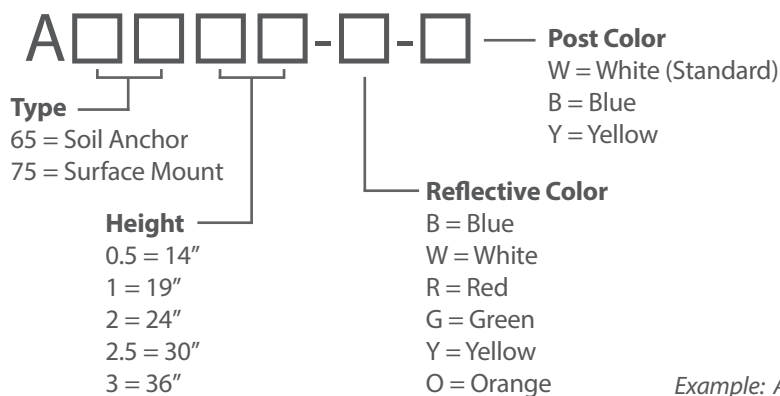 A□□□□-□-□
Post Color
W = White (Standard)
B = Blue
Y = Yellow
Type
65 = Soil Anchor
75 = Surface Mount
Reflective Color
B = Blue
W = White
R = Red
G = Green
Y = Yellow
O = Orange
Height
0.5 = 14”
1 = 19”
2 = 24”
2.5 = 30”
3 = 36”
Example: A